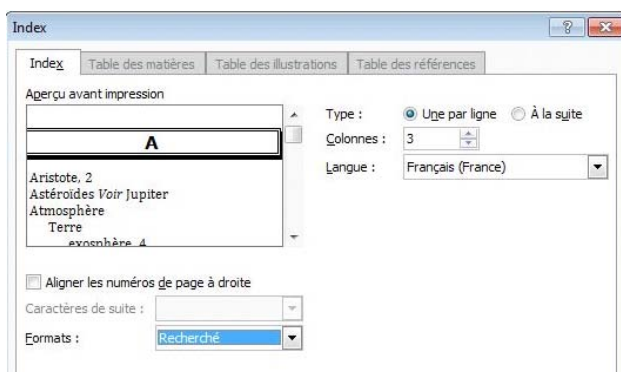 Index
Index Table des matières Table des illustrations Table des références
Aperçu avant impression
A
Aristote, 2
Astéroïdes Voir Jupiter
Atmosphère
Terre
exosphère, 4
Type : Une par ligne À la suite
Colonnes : 3
Langue : Français (France)
Aligner les numéros de page à droite
Caractères de suite :
Formats : Recherché